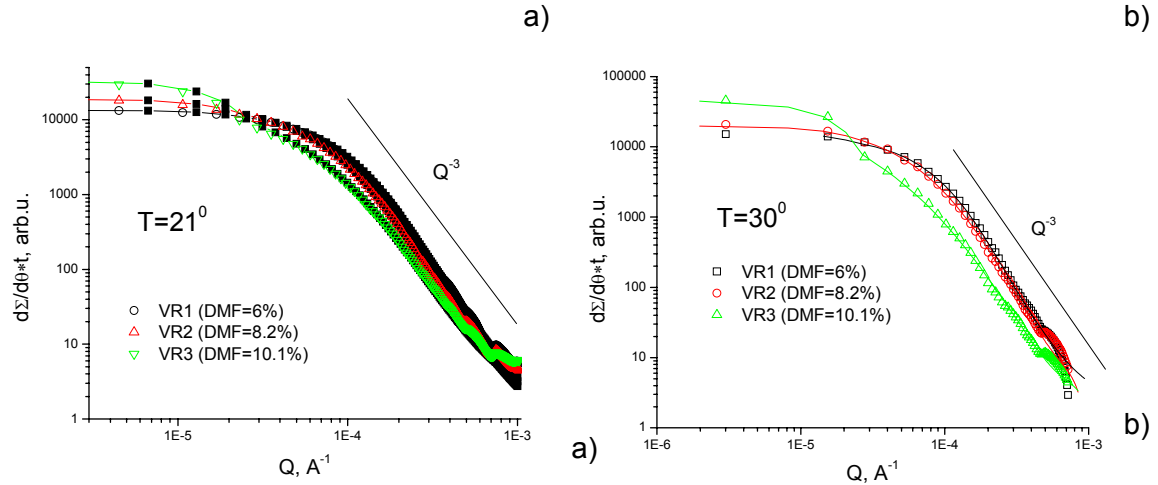 a)
10000
1000
100
10
1
1E-5
1E-4
1E-3
dΣ/dθ*t, arb.u.
Q, A⁻¹
T=21⁰
Q⁻³
VR1 (DMF=6%)
VR2 (DMF=8.2%)
VR3 (DMF=10.1%)
a)
b)
100000
10000
1000
100
10
1
1E-6
1E-5
1E-4
1E-3
dΣ/dθ*t, arb.u.
Q, A⁻¹
T=30⁰
Q⁻³
VR1 (DMF=6%)
VR2 (DMF=8.2%)
VR3 (DMF=10.1%)
b)